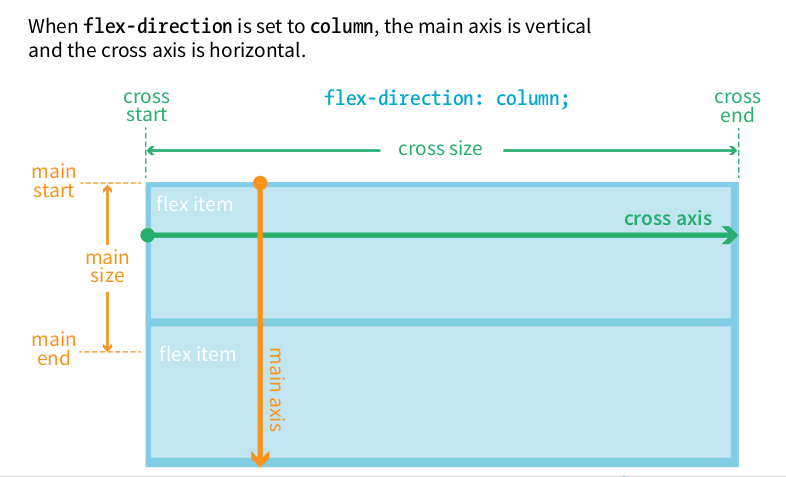 When flex-direction is set to column, the main axis is vertical
and the cross axis is horizontal.
flex-direction: column;
cross
start
cross
end
cross size
main
start
flex item
cross axis
main
size
main
end
flex item
main axis